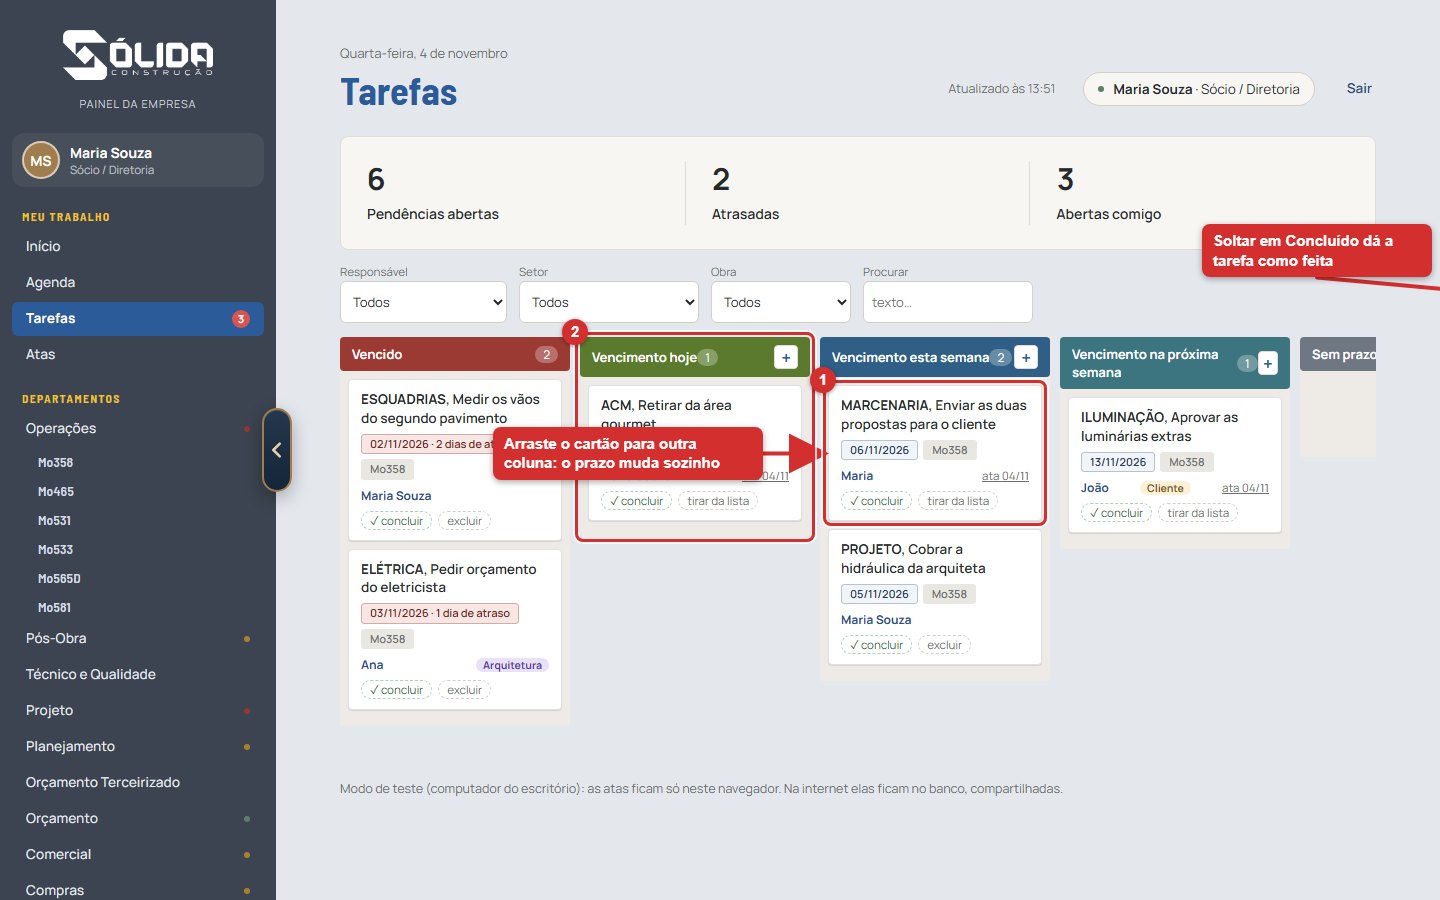 SÓLIDA
CONSTRUÇÃO
PAINEL DA EMPRESA
MS
Maria Souza
Sócio / Diretoria
MEU TRABALHO
Início
Agenda
Tarefas
3
Atas
DEPARTAMENTOS
Operações
Mo358
Mo465
Mo531
Mo533
Mo565D
Mo581
Pós-Obra
Técnico e Qualidade
Projeto
Planejamento
Orçamento Terceirizado
Orçamento
Comercial
Compras
Quarta-feira, 4 de novembro
Tarefas
Atualizado às 13:51
Maria Souza · Sócio / Diretoria
Sair
6
Pendências abertas
2
Atrasadas
3
Abertas comigo
Soltar em Concluído dá a
tarefa como feita
Responsável
Todos
Setor
Todos
Obra
Todos
Procurar
texto...
Vencido
2
ESQUADRIAS, Medir os vãos
do segundo pavimento
02/11/2026 · 2 dias de
Mo358
Maria Souza
✓ concluir
excluir
ELÉTRICA, Pedir orçamento
do eletricista
03/11/2026 · 1 dia de atraso
Mo358
Ana
Arquitetura
✓ concluir
excluir
2
Vencimento hoje
1
+
ACM, Retirar da área
gourmet
Arraste o cartão para outra
coluna: o prazo muda sozinho
04/11
✓ concluir
tirar da lista
Vencimento esta semana
2
+
1
MARCENARIA, Enviar as duas
propostas para o cliente
06/11/2026
Mo358
Maria
ata 04/11
✓ concluir
tirar da lista
PROJETO, Cobrar a
hidráulica da arquiteta
05/11/2026
Mo358
Maria Souza
✓ concluir
excluir
Vencimento na próxima
semana
1
+
ILUMINAÇÃO, Aprovar as
luminárias extras
13/11/2026
Mo358
João
Cliente
ata 04/11
✓ concluir
tirar da lista
Sem prazo
Modo de teste (computador do escritório): as atas ficam só neste navegador. Na internet elas ficam no banco, compartilhadas.